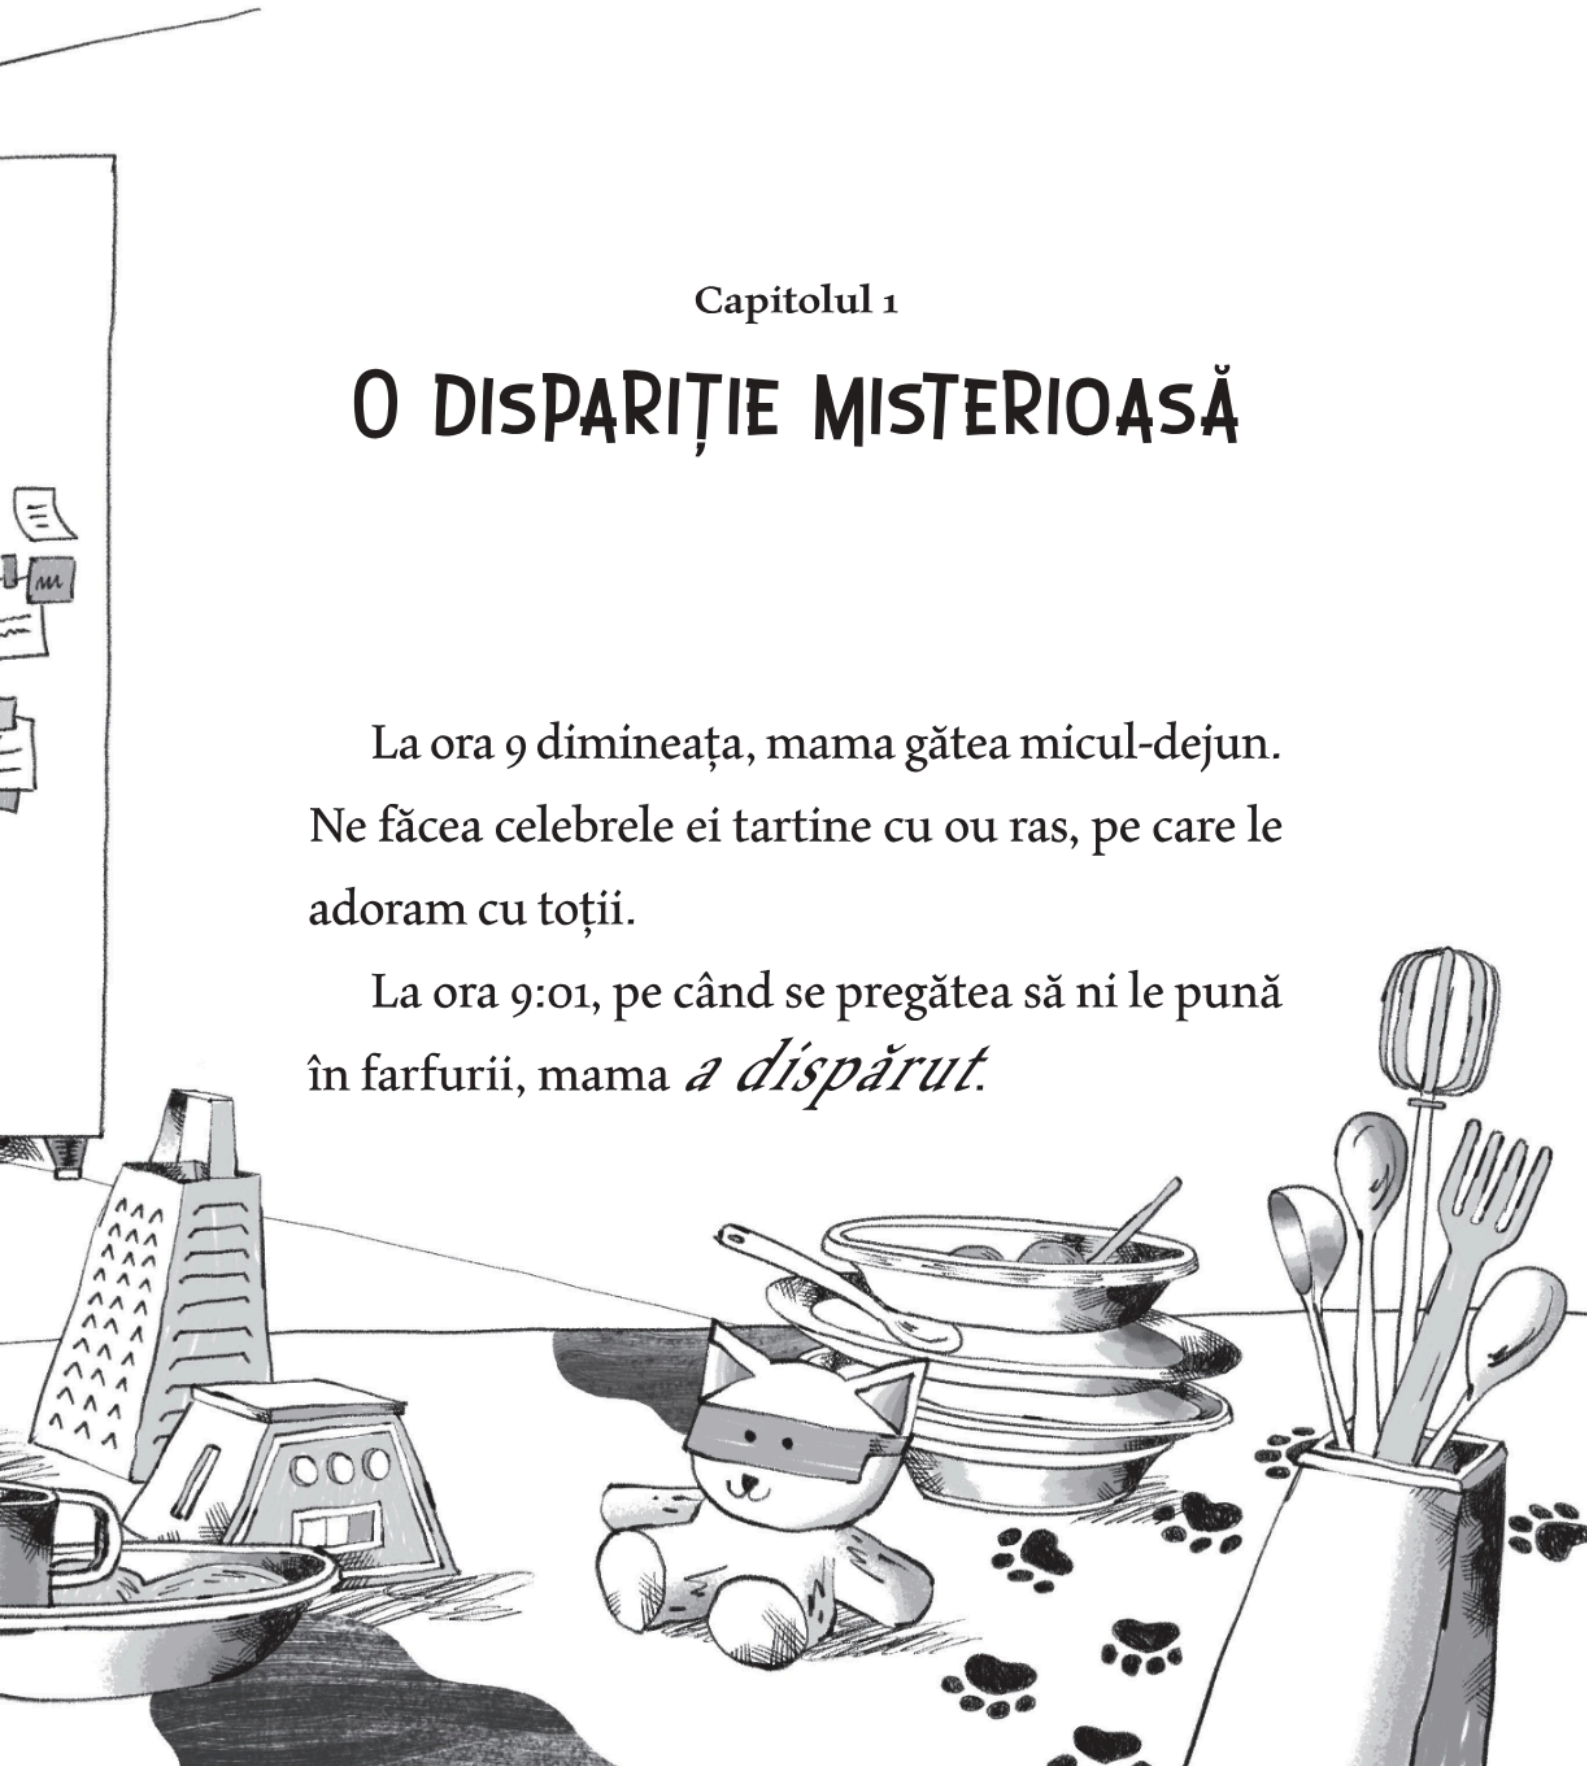 Capitolul 1
O DISPARIȚIE MISTERIOASĂ
La ora 9 dimineața, mama gătea micul-dejun.
Ne făcea celebrele ei tartine cu ou ras, pe care le
adoram cu toții.
La ora 9:01, pe când se pregătea să ni le pună
în farfurii, mama a dispărut.